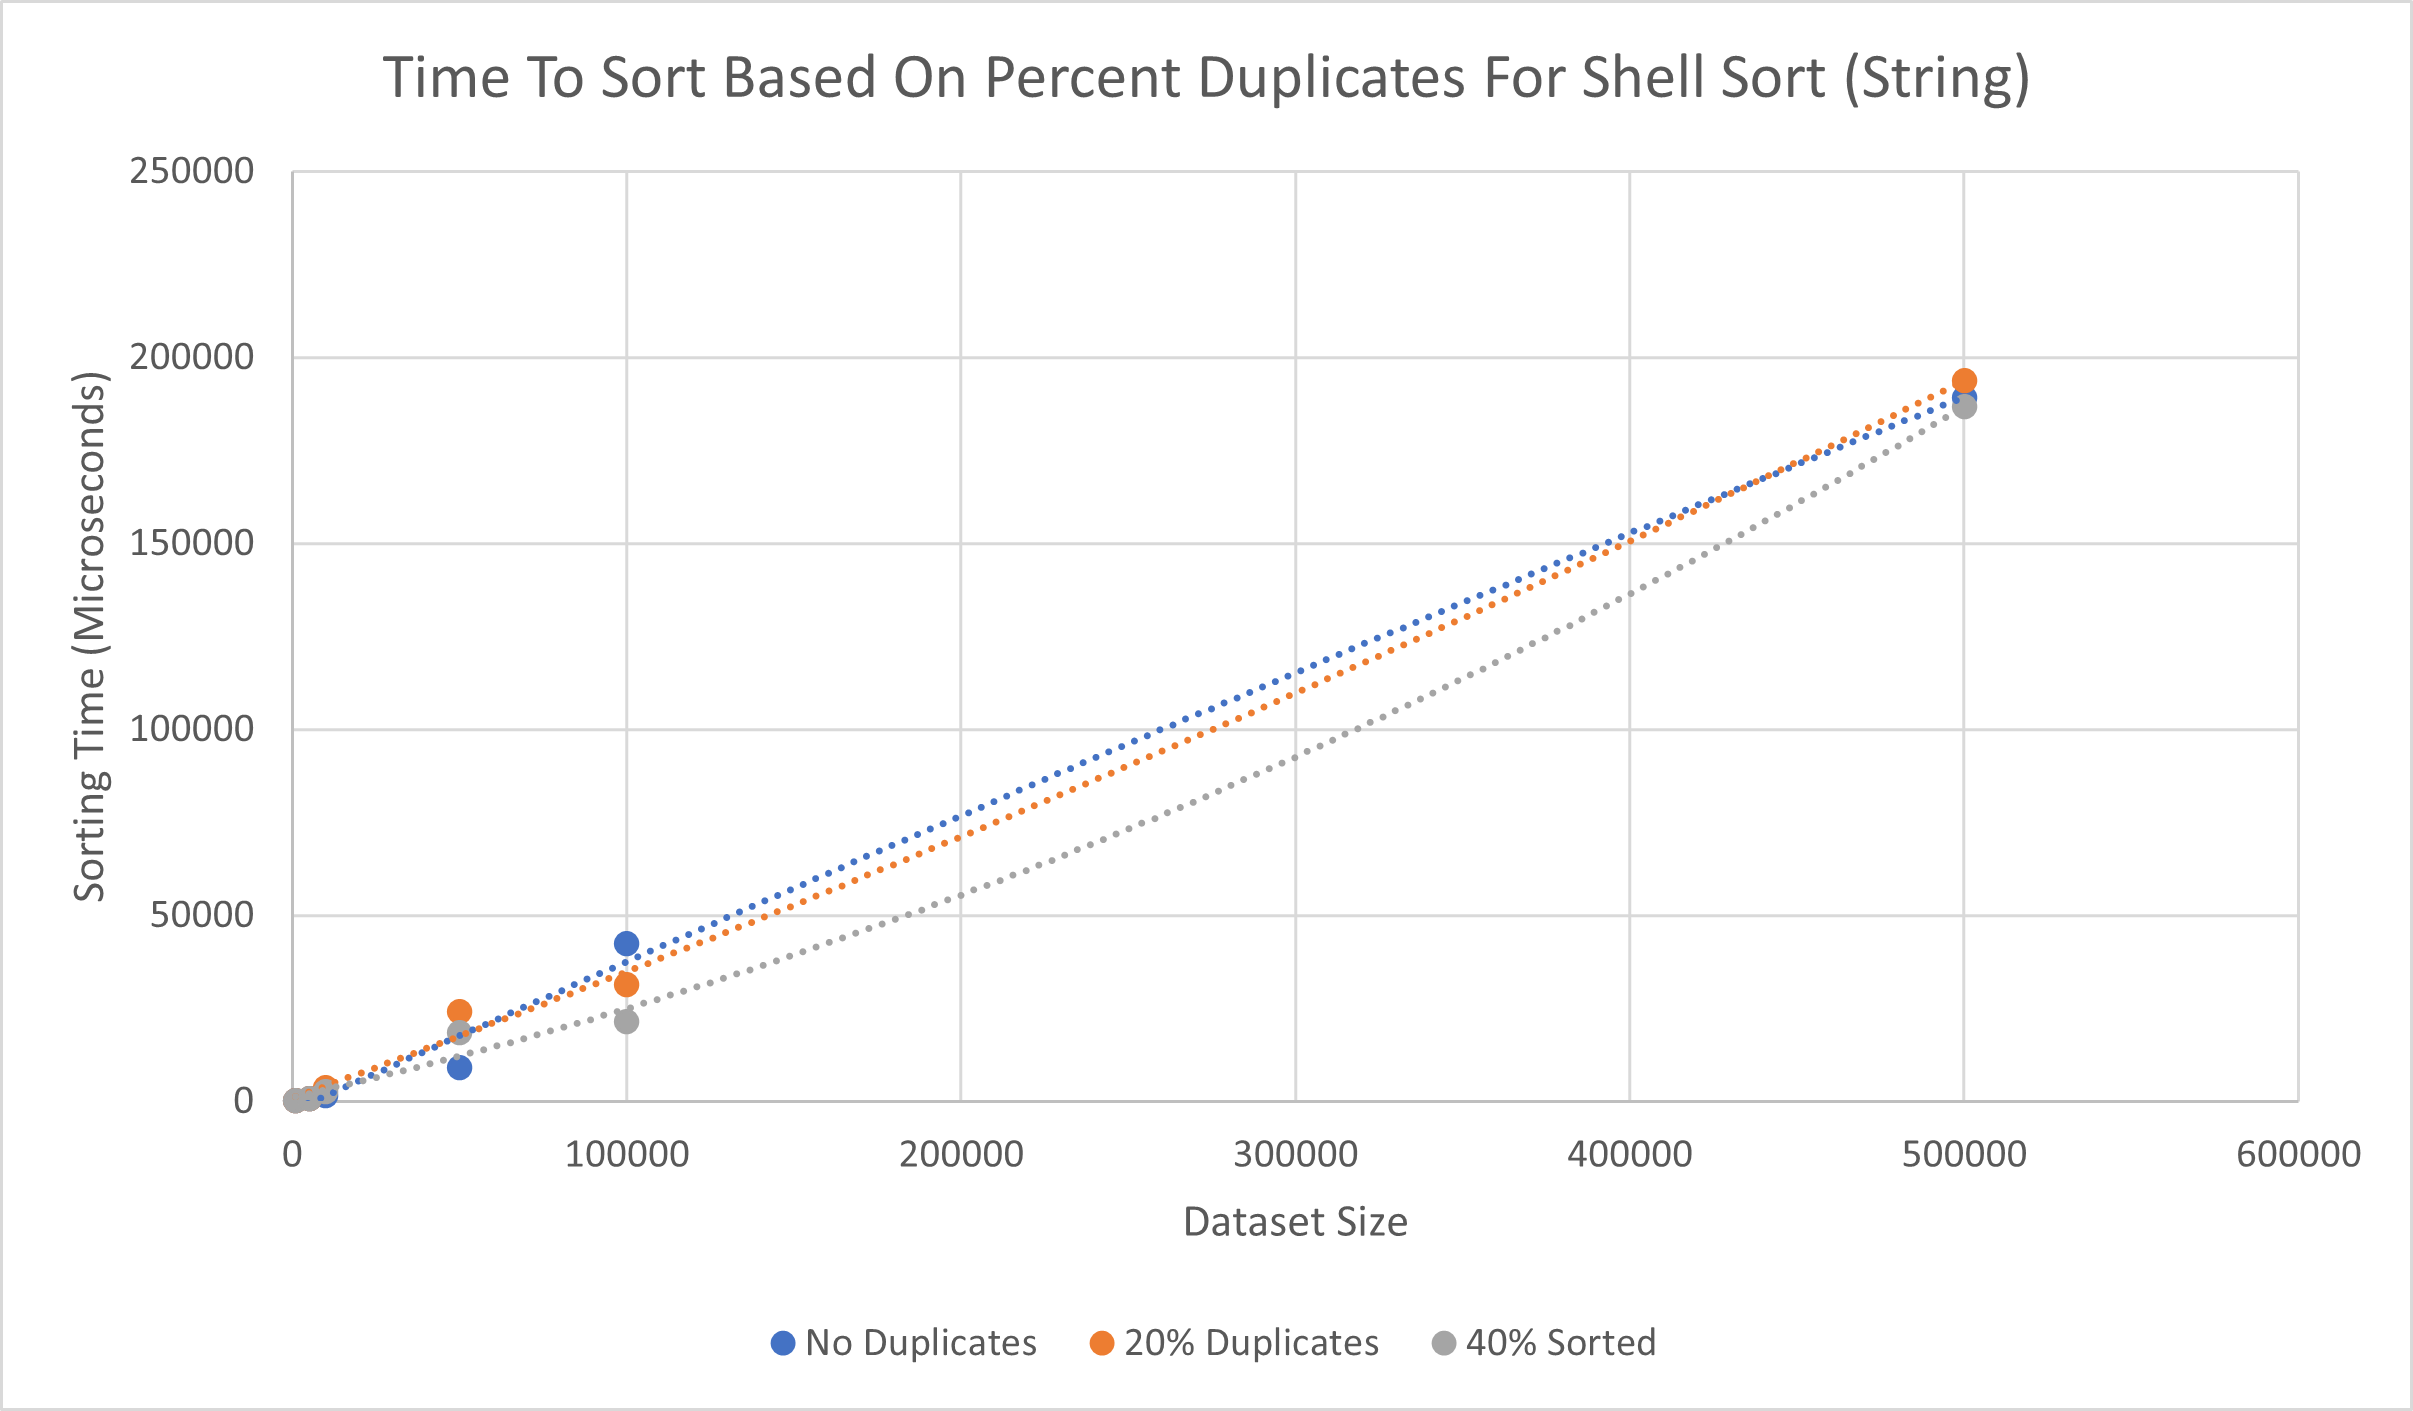 Time To Sort Based On Percent Duplicates For Shell Sort (String)
250000
200000
150000
100000
50000
0
Sorting Time (Microseconds)
0 100000 200000 300000 400000 500000 600000
Dataset Size
No Duplicates 20% Duplicates 40% Sorted